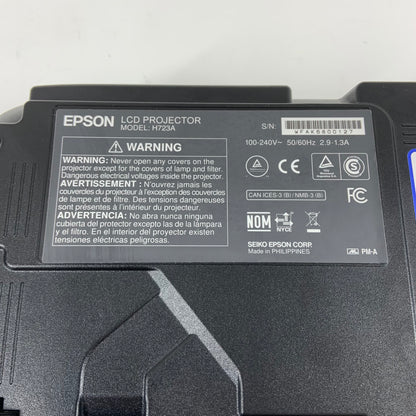 EPSON LCD PROJECTOR
MODEL: H723A
⚠ WARNING
WARNING: Never open any covers on the
projector except for the covers of lamp and filter.
Dangerous electrical voltages inside the projector.
AVERTISSEMENT : N'ouvrez jamais les
couvercles du projecteur à l'exception des couvercles
de lampe et de filtre. Des tensions dangereuses
sont présentes à l'intérieur du projecteur.
ADVERTENCIA: No abra nunca ninguna
cubierta del protector excepto las de la lámpara
y el filtro. En el interior del proyector existen
tensiones eléctricas peligrosas.
S/N: WFAK6600127
100-240V~ 50/60Hz 2.9-1.3A
CAN ICES-3 (B) / NMB-3 (B)
NOM NYCE
SEIKO EPSON CORP.
Made in PHILIPPINES
PM-A